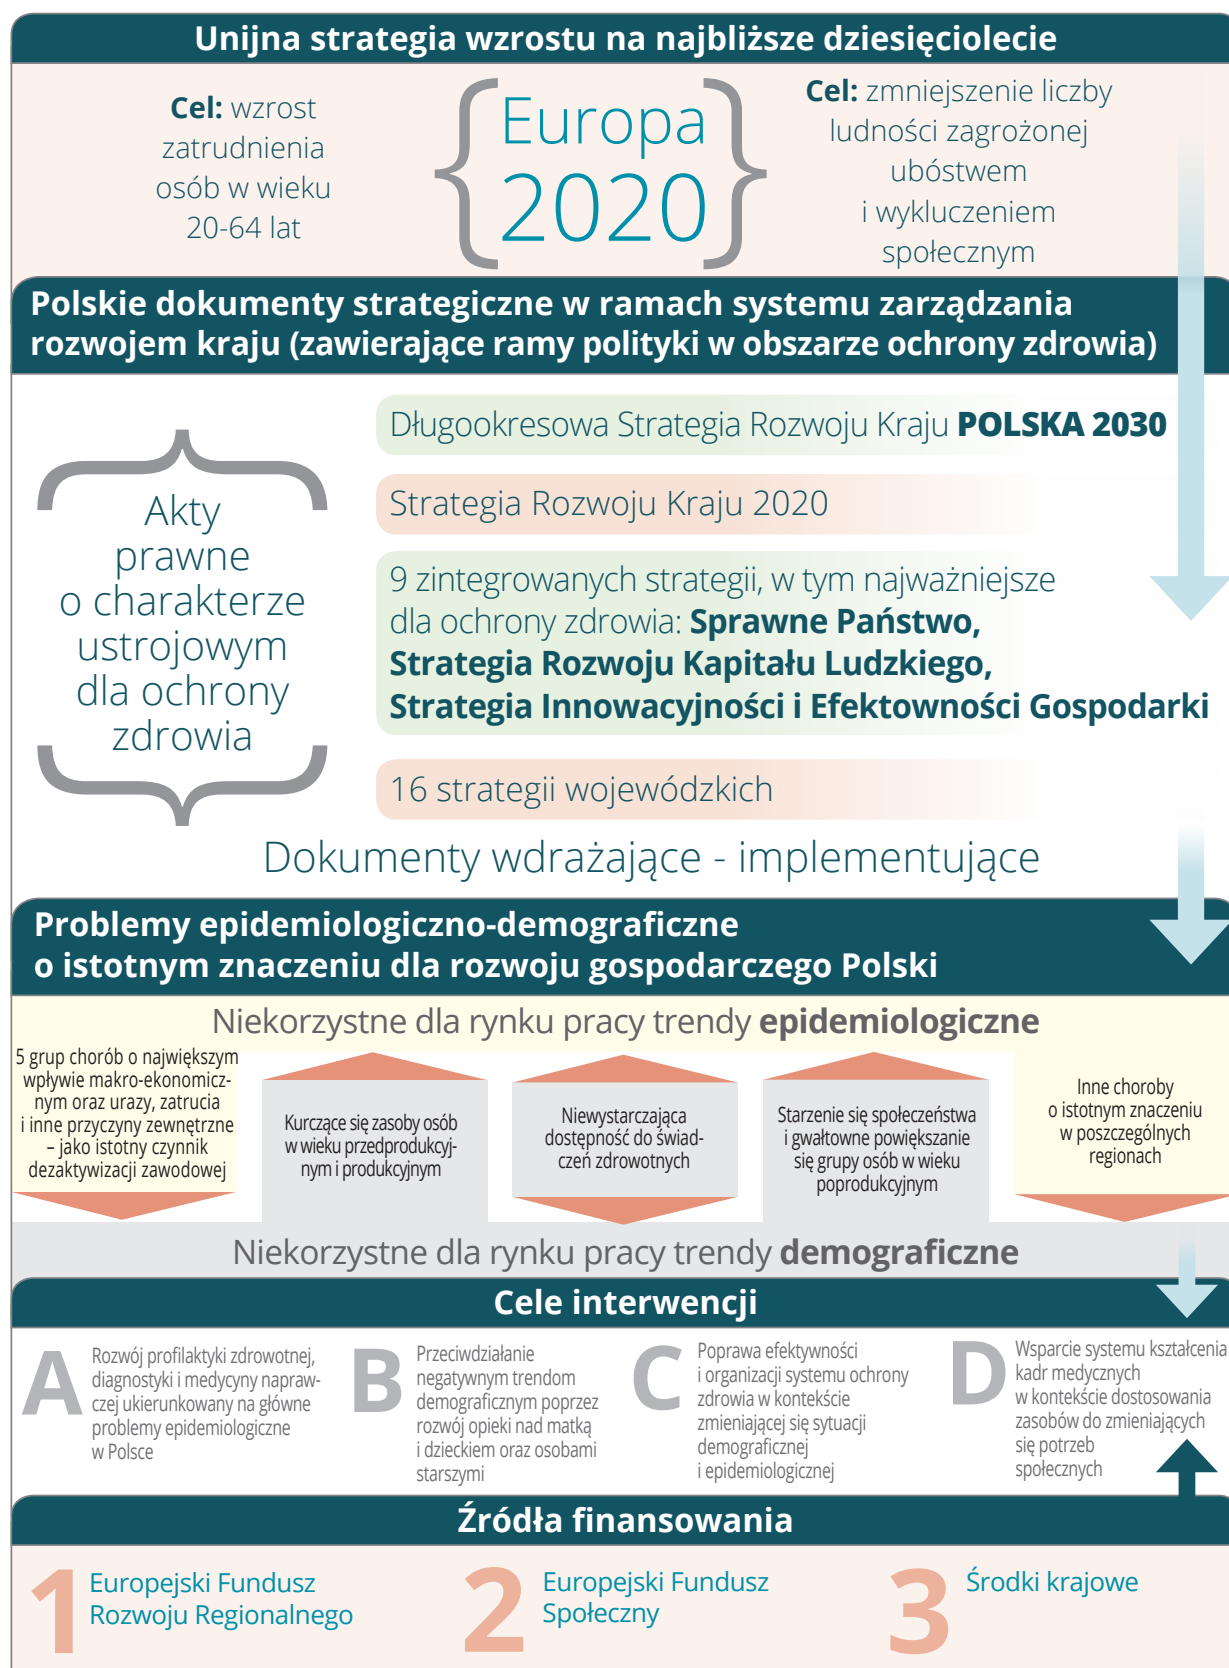 Unijna strategia wzrostu na najbliższe dziesięciolecie
Cel: wzrost
zatrudnienia
osób w wieku
20-64 lat
Europa
2020
Cel: zmniejszenie liczby
ludności zagrożonej
ubóstwem
i wykluczeniem
społecznym
Polskie dokumenty strategiczne w ramach systemu zarządzania
rozwojem kraju (zawierające ramy polityki w obszarze ochrony zdrowia)
Akty
prawne
o charakterze
ustrojowym
dla ochrony
zdrowia
Długookresowa Strategia Rozwoju Kraju POLSKA 2030
Strategia Rozwoju Kraju 2020
9 zintegrowanych strategii, w tym najważniejsze
dla ochrony zdrowia: Sprawne Państwo,
Strategia Rozwoju Kapitału Ludzkiego,
Strategia Innowacyjności i Efektowności Gospodarki
16 strategii wojewódzkich
Dokumenty wdrażające - implementujące
Problemy epidemiologiczno-demograficzne
o istotnym znaczeniu dla rozwoju gospodarczego Polski
Niekorzystne dla rynku pracy trendy epidemiologiczne
5 grup chorób o największym
wpływie makro-ekonomicz-
nym oraz urazy, zatrucia
i inne przyczyny zewnętrzne
– jako istotny czynnik
dezaktywizacji zawodowej
Kurczące się zasoby osób
w wieku przedprodukcyj-
nym i produkcyjnym
Niewystarczająca
dostępność do świad-
czeń zdrowotnych
Starzenie się społeczeństwa
i gwałtowne powiększanie
się grupy osób w wieku
poprodukcyjnym
Inne choroby
o istotnym znaczeniu
w poszczególnych
regionach
Niekorzystne dla rynku pracy trendy demograficzne
Cele interwencji
A
Rozwój profilaktyki zdrowotnej,
diagnostyki i medycyny napraw-
czej ukierunkowany na główne
problemy epidemiologiczne
w Polsce
B
Przeciwdziałanie
negatywnym trendom
demograficznym poprzez
rozwój opieki nad matką
i dzieckiem oraz osobami
starszymi
C
Poprawa efektywności
i organizacji systemu ochrony
zdrowia w kontekście
zmieniającej się sytuacji
demograficznej
i epidemiologicznej
D
Wsparcie systemu kształcenia
kadr medycznych
w kontekście dostosowania
zasobów do zmieniających
się potrzeb
społecznych
Źródła finansowania
1
Europejski Fundusz
Rozwoju Regionalnego
2
Europejski Fundusz
Społeczny
3
Środki krajowe